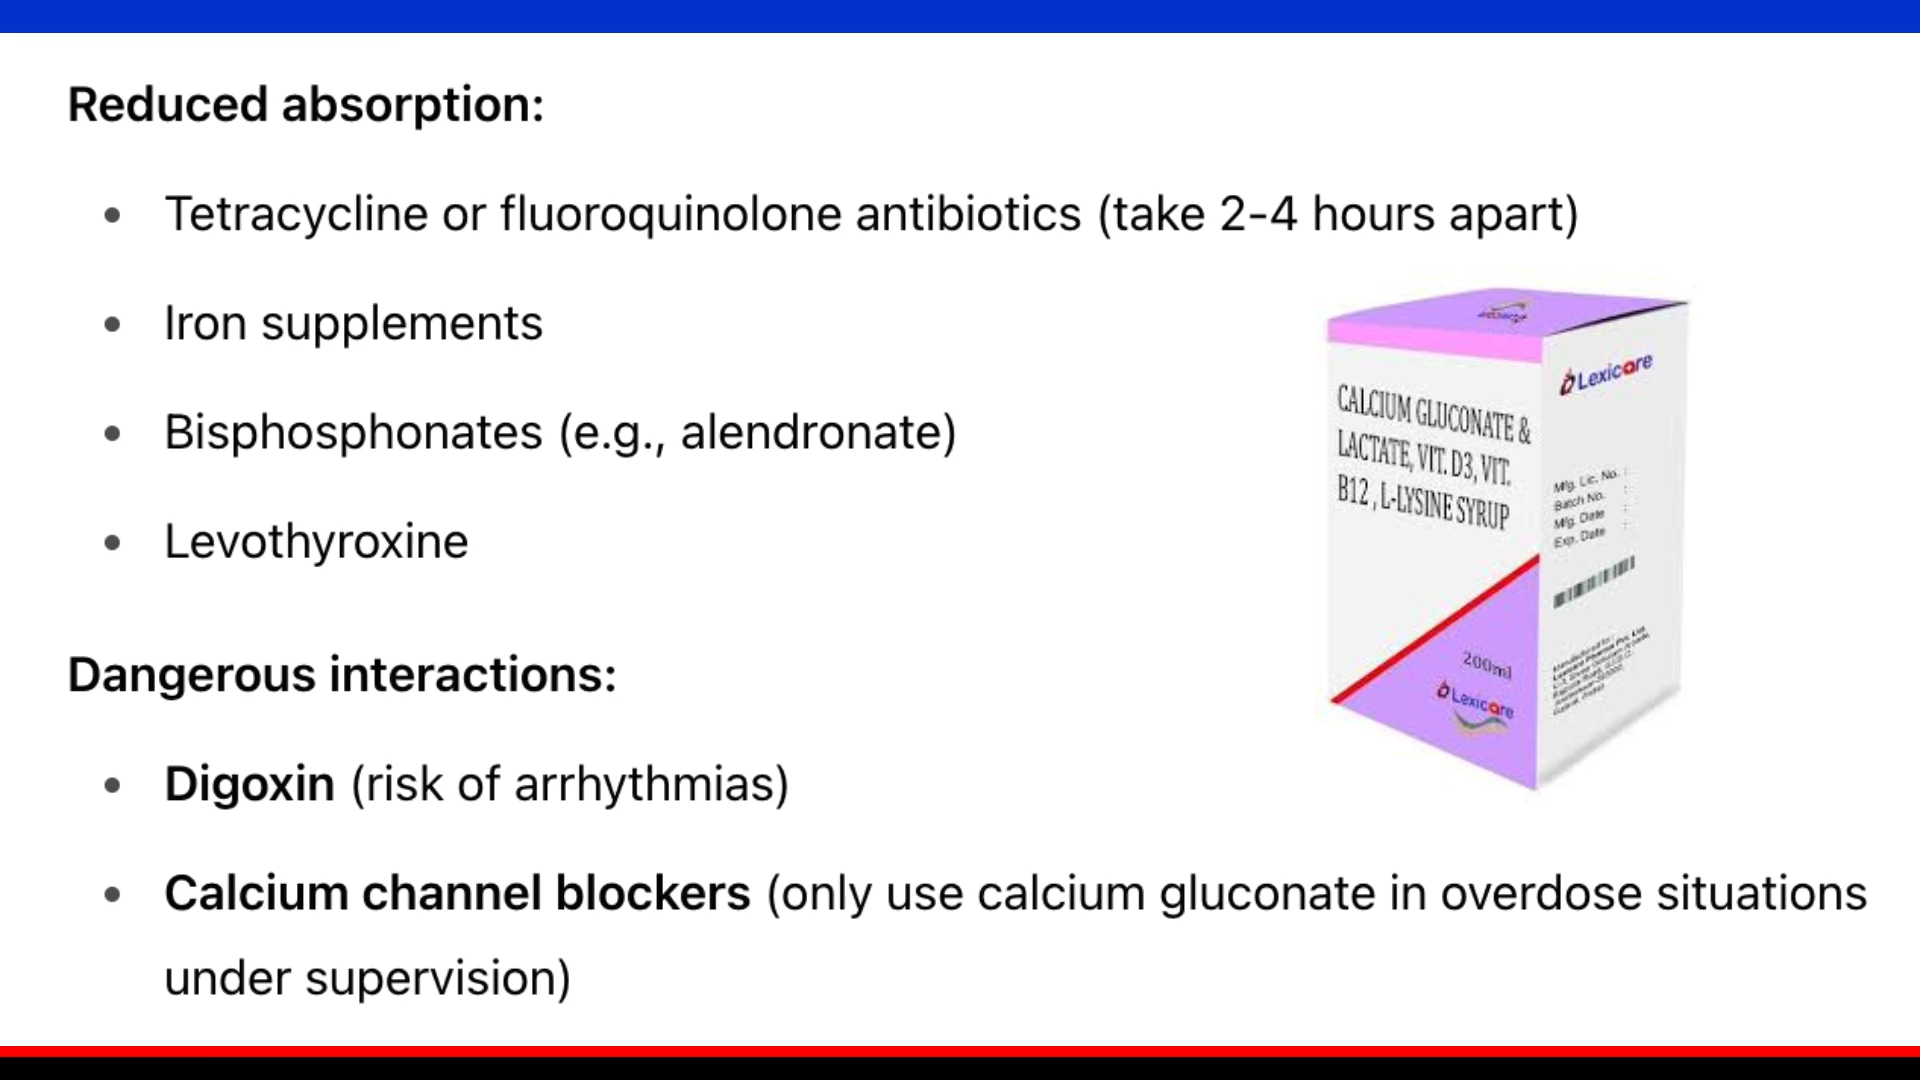 Reduced absorption:
• Tetracycline or fluoroquinolone antibiotics (take 2-4 hours apart)
• Iron supplements
• Bisphosphonates (e.g., alendronate)
• Levothyroxine
Dangerous interactions:
• Digoxin (risk of arrhythmias)
• Calcium channel blockers (only use calcium gluconate in overdose situations
under supervision)
CALCIUM GLUCONATE &
LACTATE, VIT. D3, VIT.
B12 , L-LYSINE SYRUP
200ml
Lexicare
Lexicare
Mfg. Lic. No. :
Batch No. :
Mfg. Date :
Exp. Date :